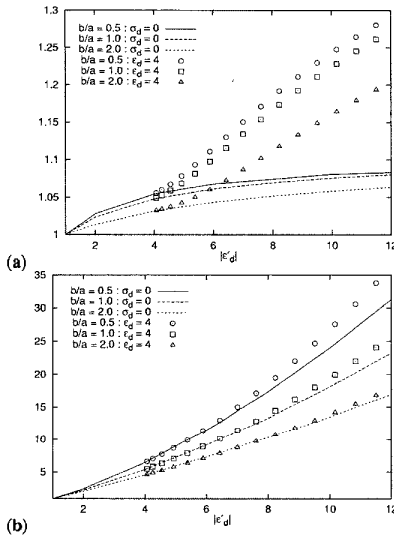 1.3
1.25
1.2
1.15
1.1
1.05
1
b/a = 0.5 : σd = 0
b/a = 1.0 : σd = 0
b/a = 2.0 : σd = 0
b/a = 0.5 : εd = 4
b/a = 1.0 : εd = 4
b/a = 2.0 : εd = 4
2 4 6 8 10 12
|ε'd|
(a)
35
30
25
20
15
10
5
b/a = 0.5 : σd = 0
b/a = 1.0 : σd = 0
b/a = 2.0 : σd = 0
b/a = 0.5 : εd = 4
b/a = 1.0 : εd = 4
b/a = 2.0 : εd = 4
2 4 6 8 10 12
|ε'd|
(b)